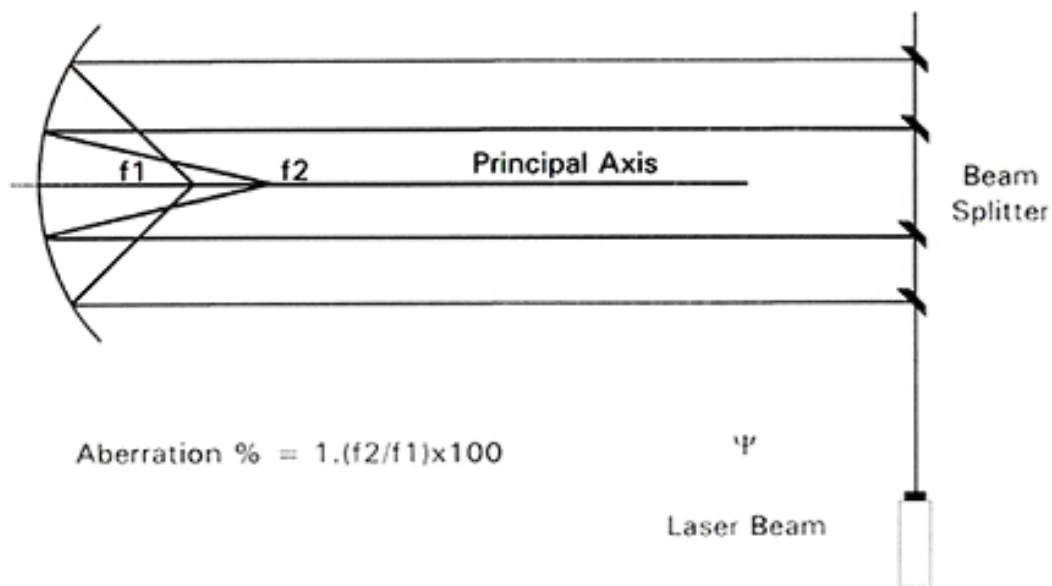 f1
f2
Principal Axis
Beam
Splitter
Aberration % = 1.(f2/f1)x100
Ψ
Laser Beam